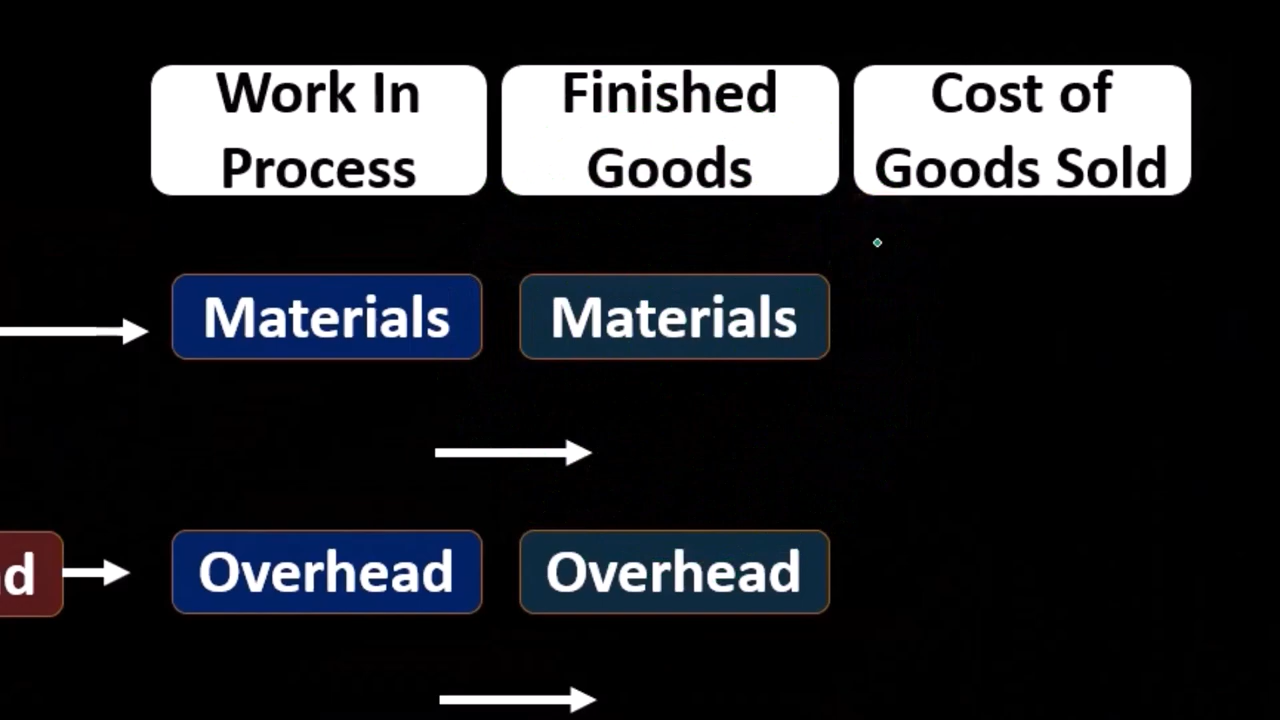 Work In
Process
Finished
Goods
Cost of
Goods Sold
Materials
Materials
d
Overhead
Overhead